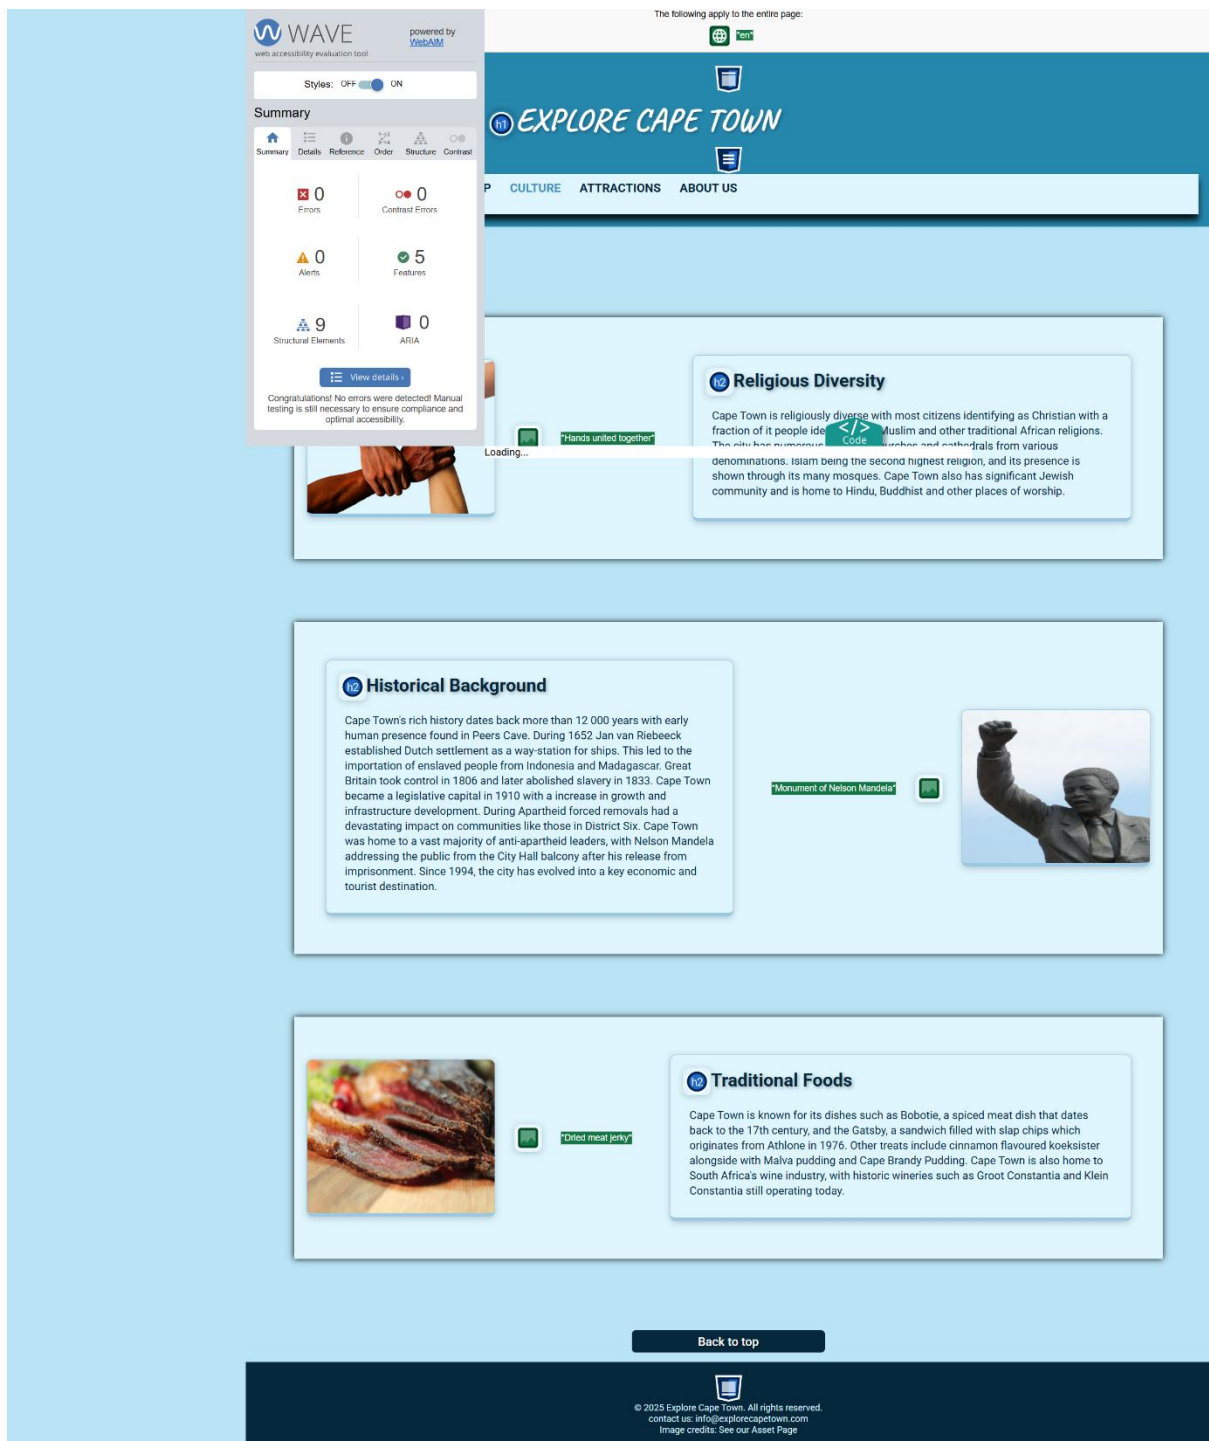 The following apply to the entire page:
"en"
WAVE
web accessibility evaluation tool
powered by
WebAIM
Styles: OFF ON
Summary
Summary Details Reference Order Structure Contrast
0
Errors
0
Contrast Errors
0
Alerts
5
Features
9
Structural Elements
0
ARIA
View details ›
Congratulations! No errors were detected! Manual
testing is still necessary to ensure compliance and
optimal accessibility.
h1 EXPLORE CAPE TOWN
P CULTURE ATTRACTIONS ABOUT US
"Hands united together"
Loading...
</>
Code
h2 Religious Diversity
Cape Town is religiously diverse with most citizens identifying as Christian with a
fraction of it people Muslim and other traditional African religions.
The city has numerous and cathedrals from various
denominations. Islam being the second highest religion, and its presence is
shown through its many mosques. Cape Town also has significant Jewish
community and is home to Hindu, Buddhist and other places of worship.
h2 Historical Background
Cape Town's rich history dates back more than 12 000 years with early
human presence found in Peers Cave. During 1652 Jan van Riebeeck
established Dutch settlement as a way-station for ships. This led to the
importation of enslaved people from Indonesia and Madagascar. Great
Britain took control in 1806 and later abolished slavery in 1833. Cape Town
became a legislative capital in 1910 with a increase in growth and
infrastructure development. During Apartheid forced removals had a
devastating impact on communities like those in District Six. Cape Town
was home to a vast majority of anti-apartheid leaders, with Nelson Mandela
addressing the public from the City Hall balcony after his release from
imprisonment. Since 1994, the city has evolved into a key economic and
tourist destination.
"Monument of Nelson Mandela"
"Dried meat jerky"
h2 Traditional Foods
Cape Town is known for its dishes such as Bobotie, a spiced meat dish that dates
back to the 17th century, and the Gatsby, a sandwich filled with slap chips which
originates from Athlone in 1976. Other treats include cinnamon flavoured koeksister
alongside with Malva pudding and Cape Brandy Pudding. Cape Town is also home to
South Africa's wine industry, with historic wineries such as Groot Constantia and Klein
Constantia still operating today.
Back to top
© 2025 Explore Cape Town. All rights reserved.
contact us: info@explorecapetown.com
Image credits: See our Asset Page